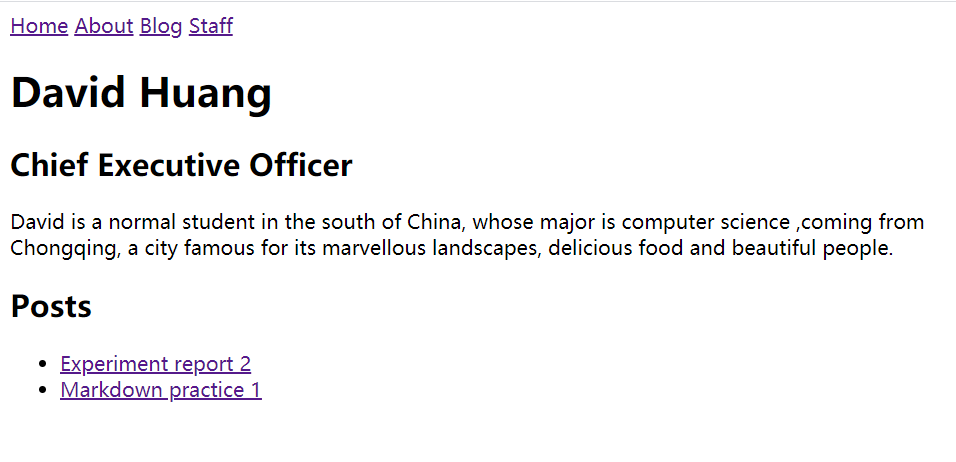 Home About Blog Staff
David Huang
Chief Executive Officer
David is a normal student in the south of China, whose major is computer science ,coming from
Chongqing, a city famous for its marvellous landscapes, delicious food and beautiful people.
Posts
Experiment report 2
Markdown practice 1